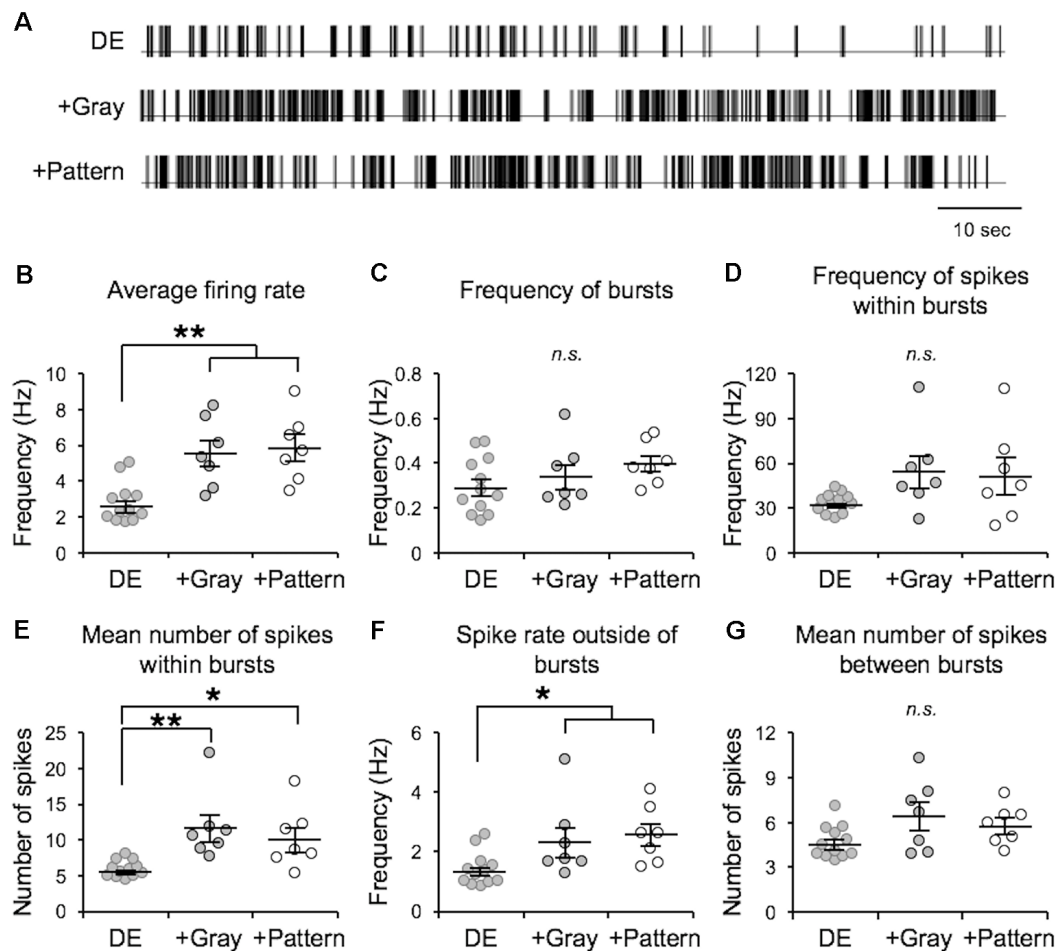 A
DE
+Gray
+Pattern
10 sec
B
Average firing rate
**
Frequency (Hz)
10
8
6
4
2
0
DE
+Gray
+Pattern
C
Frequency of bursts
n.s.
Frequency (Hz)
0.8
0.6
0.4
0.2
0
DE
+Gray
+Pattern
D
Frequency of spikes
within bursts
n.s.
Frequency (Hz)
120
90
60
30
0
DE
+Gray
+Pattern
E
Mean number of spikes
within bursts
*
**
Number of spikes
25
20
15
10
5
0
DE
+Gray
+Pattern
F
Spike rate outside of
bursts
*
Frequency (Hz)
6
4
2
0
DE
+Gray
+Pattern
G
Mean number of spikes
between bursts
n.s.
Number of spikes
12
9
6
3
0
DE
+Gray
+Pattern